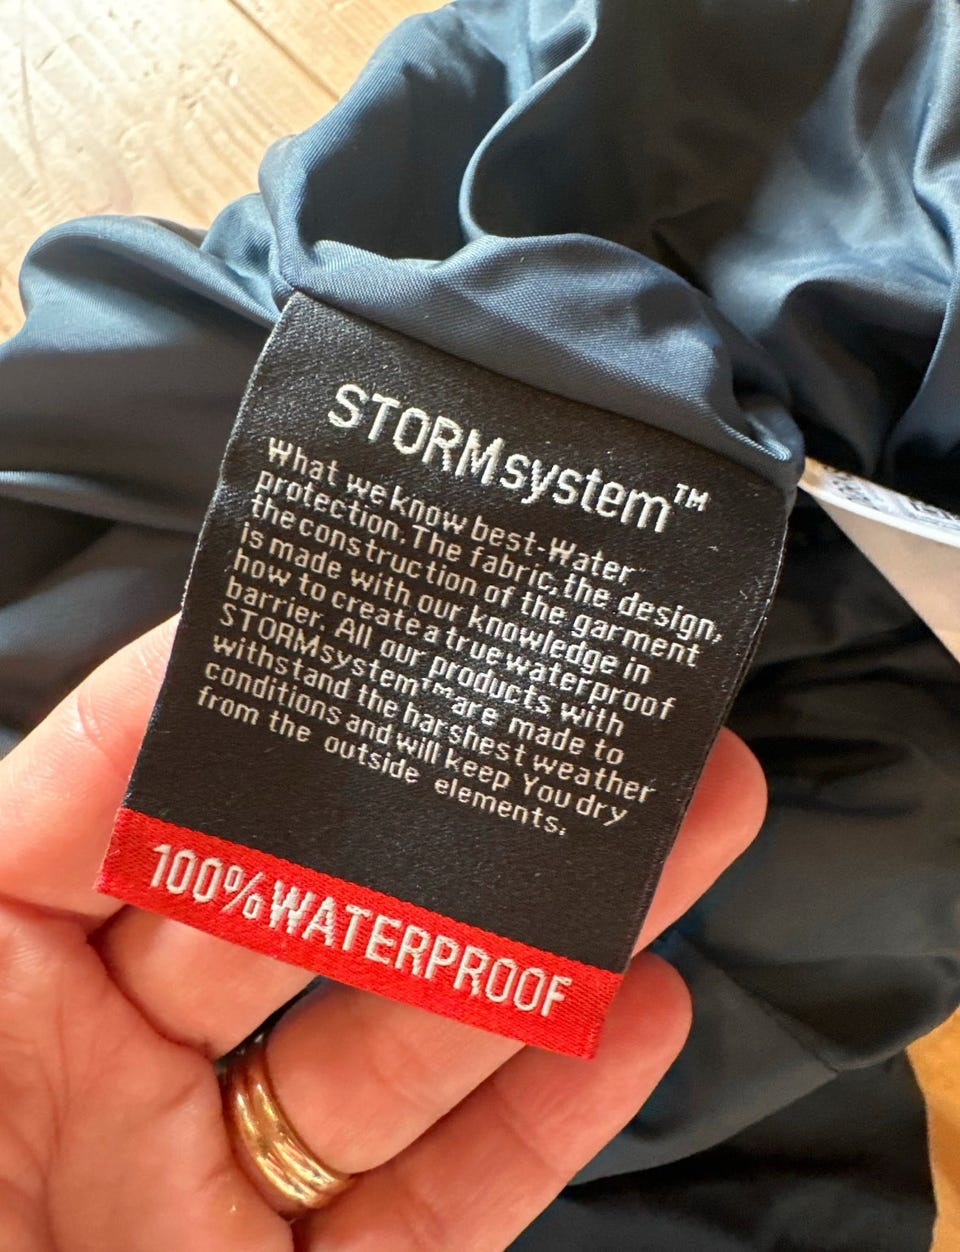 STORMsystem™
What we know best-Water
protection. The fabric, the design,
the construction of the garment
is made with our knowledge in
how to create a true waterproof
barrier. All our products with
STORMsystem™ are made to
withstand the harshest weather
conditions and will keep You dry
from the outside elements.
100% WATERPROOF